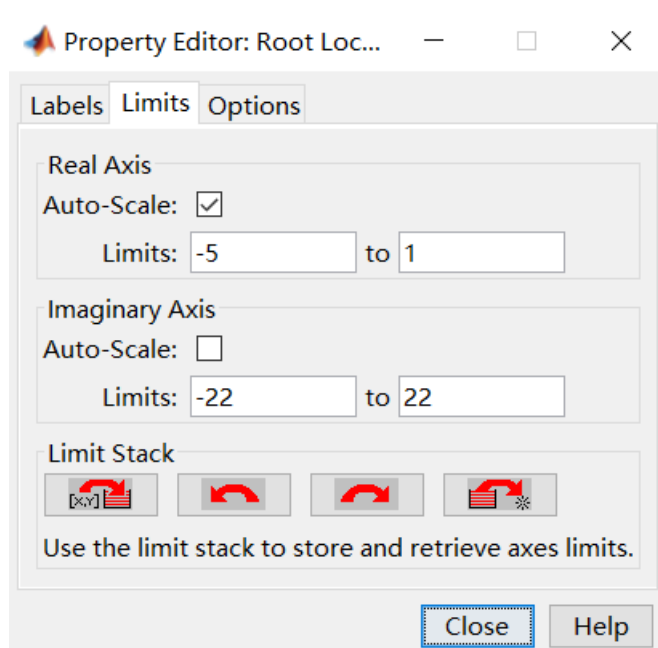 Property Editor: Root Loc...
Labels Limits Options
Real Axis
Auto-Scale:
Limits: -5 to 1
Imaginary Axis
Auto-Scale:
Limits: -22 to 22
Limit Stack
[X,Y]
Use the limit stack to store and retrieve axes limits.
Close Help